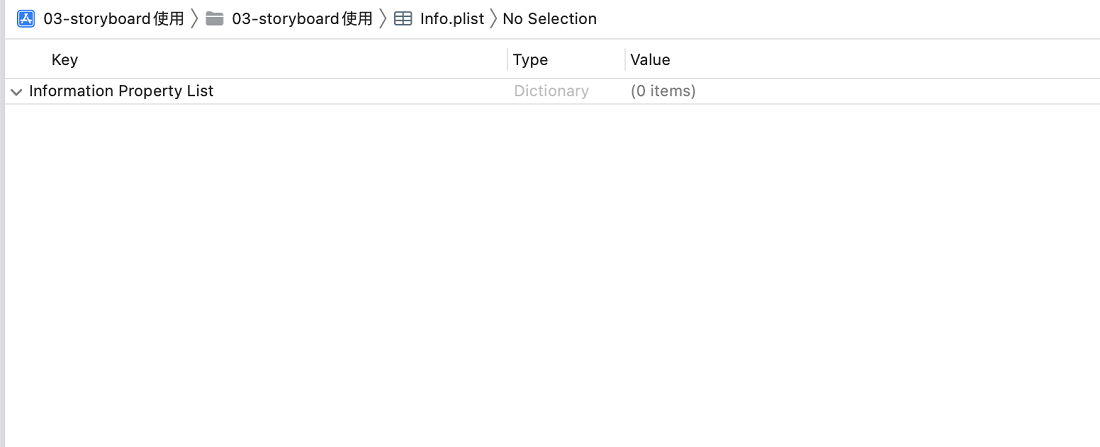 03-storyboard使用 〉 03-storyboard使用 〉 Info.plist 〉 No Selection
Key Type Value
Information Property List Dictionary (0 items)